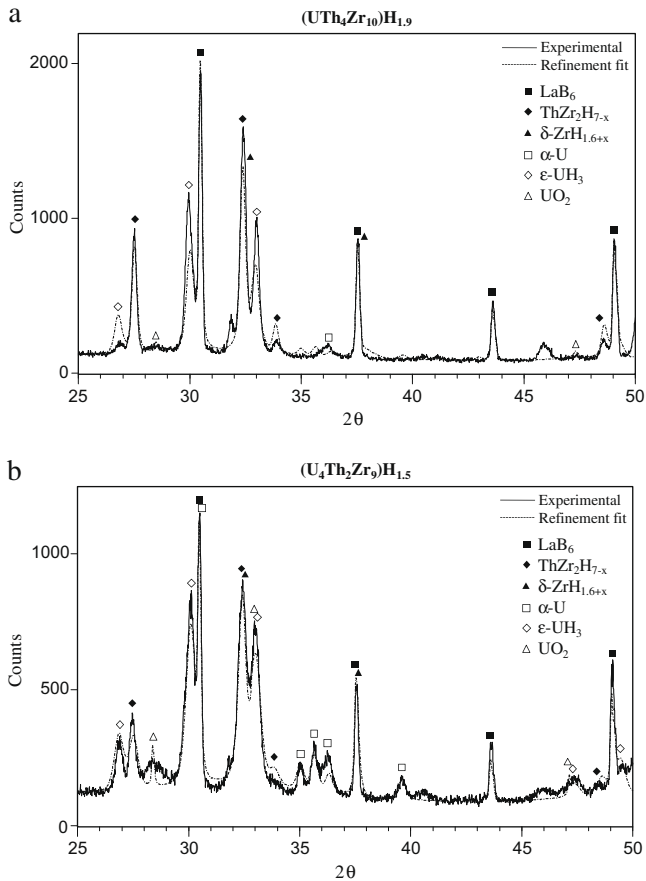 a
(UTh₄Zr₁₀)H₁.₉
Experimental
Refinement fit
LaB₆
ThZr₂H₇₋ₓ
δ-ZrH₁.₆₊ₓ
α-U
ε-UH₃
UO₂
Counts
2000
1000
0
25 30 35 40 45 50
2θ
b
(U₄Th₂Zr₉)H₁.₅
Experimental
Refinement fit
LaB₆
ThZr₂H₇₋ₓ
δ-ZrH₁.₆₊ₓ
α-U
ε-UH₃
UO₂
Counts
1000
500
0
25 30 35 40 45 50
2θ